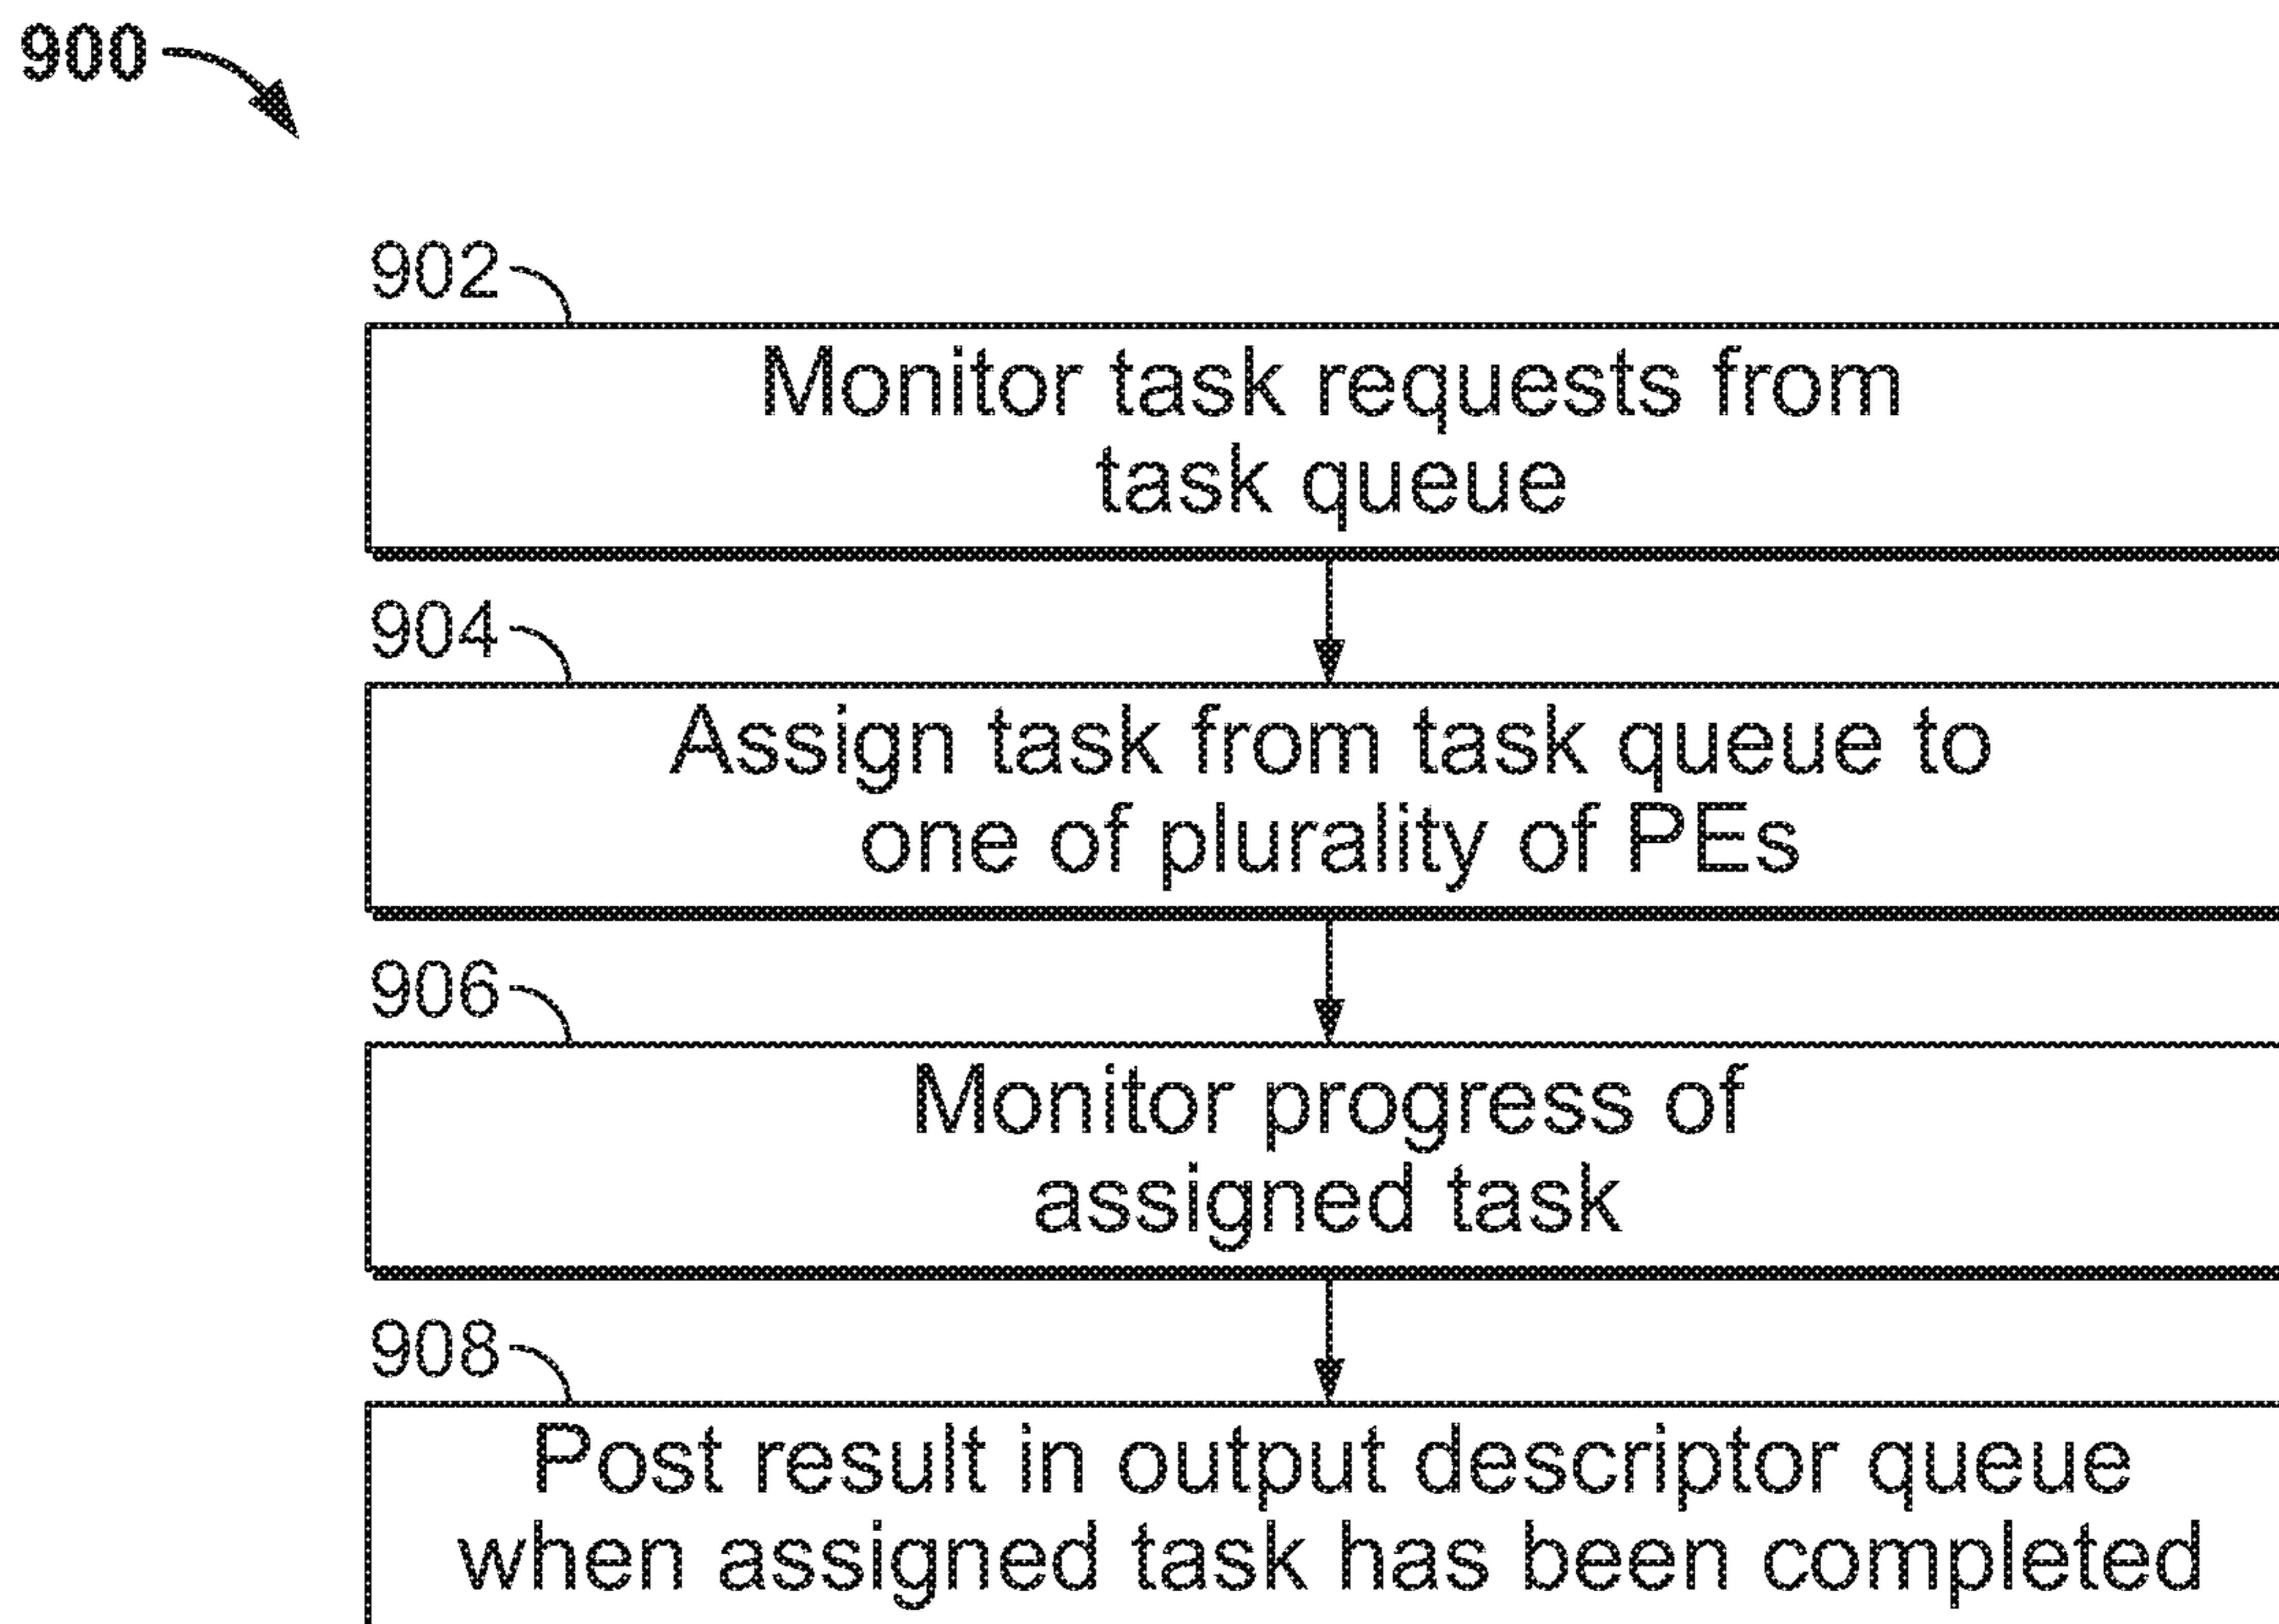 900
902
Monitor task requests from
task queue
904
Assign task from task queue to
one of plurality of PEs
906
Monitor progress of
assigned task
908
Post result in output descriptor queue
when assigned task has been completed